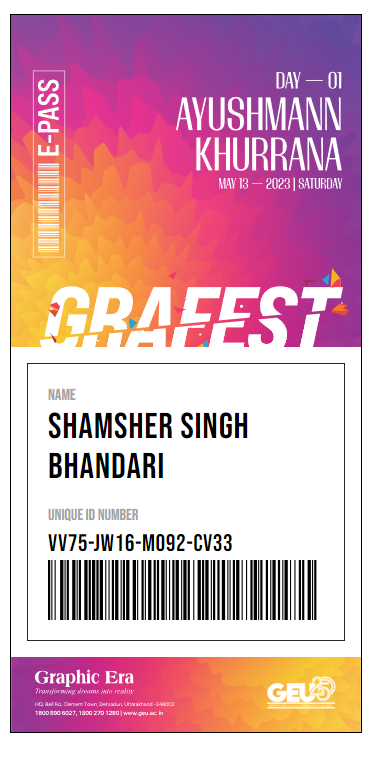 E-PASS
DAY — 01
AYUSHMANN
KHURRANA
MAY 13 — 2023 | SATURDAY
GRAFEST
NAME
SHAMSHER SINGH
BHANDARI
UNIQUE ID NUMBER
VV75-JW16-M092-CV33
Graphic Era
Transforming dreams into reality
HQ. Bell Rd, Clement Town, Dehradun, Uttarakhand -248002
1800 890 6027, 1800 270 1280 | www.geu.ac. in
GEU 25